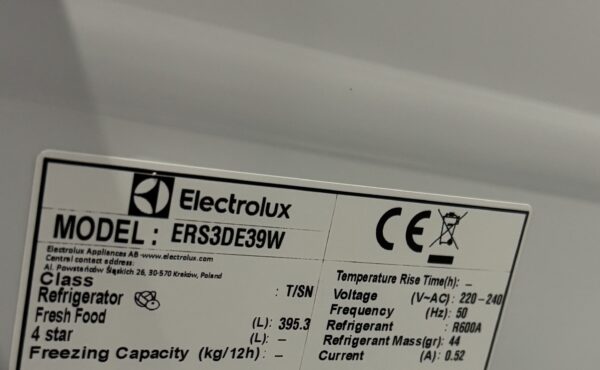 Electrolux
MODEL : ERS3DE39W
Electrolux Appliances AB -www.electrolux.com
Central contact address:
Al. Powstańców Śląskich 26, 30-570 Kraków, Poland
Class : T/SN
Refrigerator
Fresh Food (L): 395.3
4 star (L): –
Freezing Capacity (kg/12h): –
CE
Temperature Rise Time(h): –
Voltage (V~AC) : 220-240
Frequency (Hz) : 50
Refrigerant : R600A
Refrigerant Mass(gr) : 44
Current (A) : 0.52